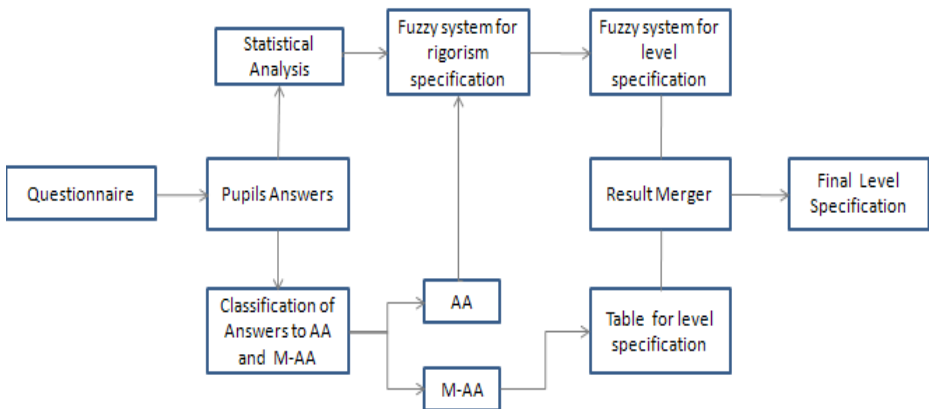 Statistical
Analysis
Fuzzy system for
rigorism
specification
Fuzzy system for
level
specification
Questionnaire
Pupils Answers
Result Merger
Final Level
Specification
Classification of
Answers to AA
and M-AA
AA
M-AA
Table for level
specification